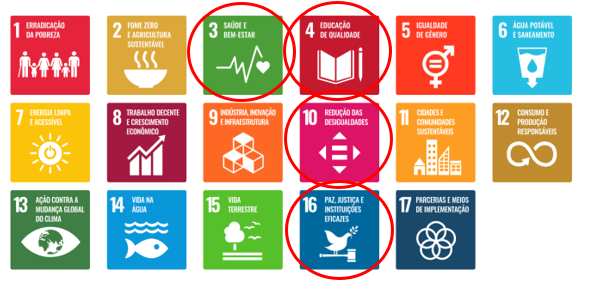 1 ERRADICAÇÃO
DA POBREZA
2 FOME ZERO
E AGRICULTURA
SUSTENTÁVEL
3 SAÚDE E
BEM-ESTAR
4 EDUCAÇÃO
DE QUALIDADE
5 IGUALDADE
DE GÊNERO
6 ÁGUA POTÁVEL
E SANEAMENTO
7 ENERGIA LIMPA
E ACESSÍVEL
8 TRABALHO DECENTE
E CRESCIMENTO
ECONÔMICO
9 INDÚSTRIA, INOVAÇÃO
E INFRAESTRUTURA
10 REDUÇÃO DAS
DESIGUALDADES
11 CIDADES E
COMUNIDADES
SUSTENTÁVEIS
12 CONSUMO E
PRODUÇÃO
RESPONSÁVEIS
13 AÇÃO CONTRA A
MUDANÇA GLOBAL
DO CLIMA
14 VIDA NA
ÁGUA
15 VIDA
TERRESTRE
16 PAZ, JUSTIÇA E
INSTITUIÇÕES
EFICAZES
17 PARCERIAS E MEIOS
DE IMPLEMENTAÇÃO